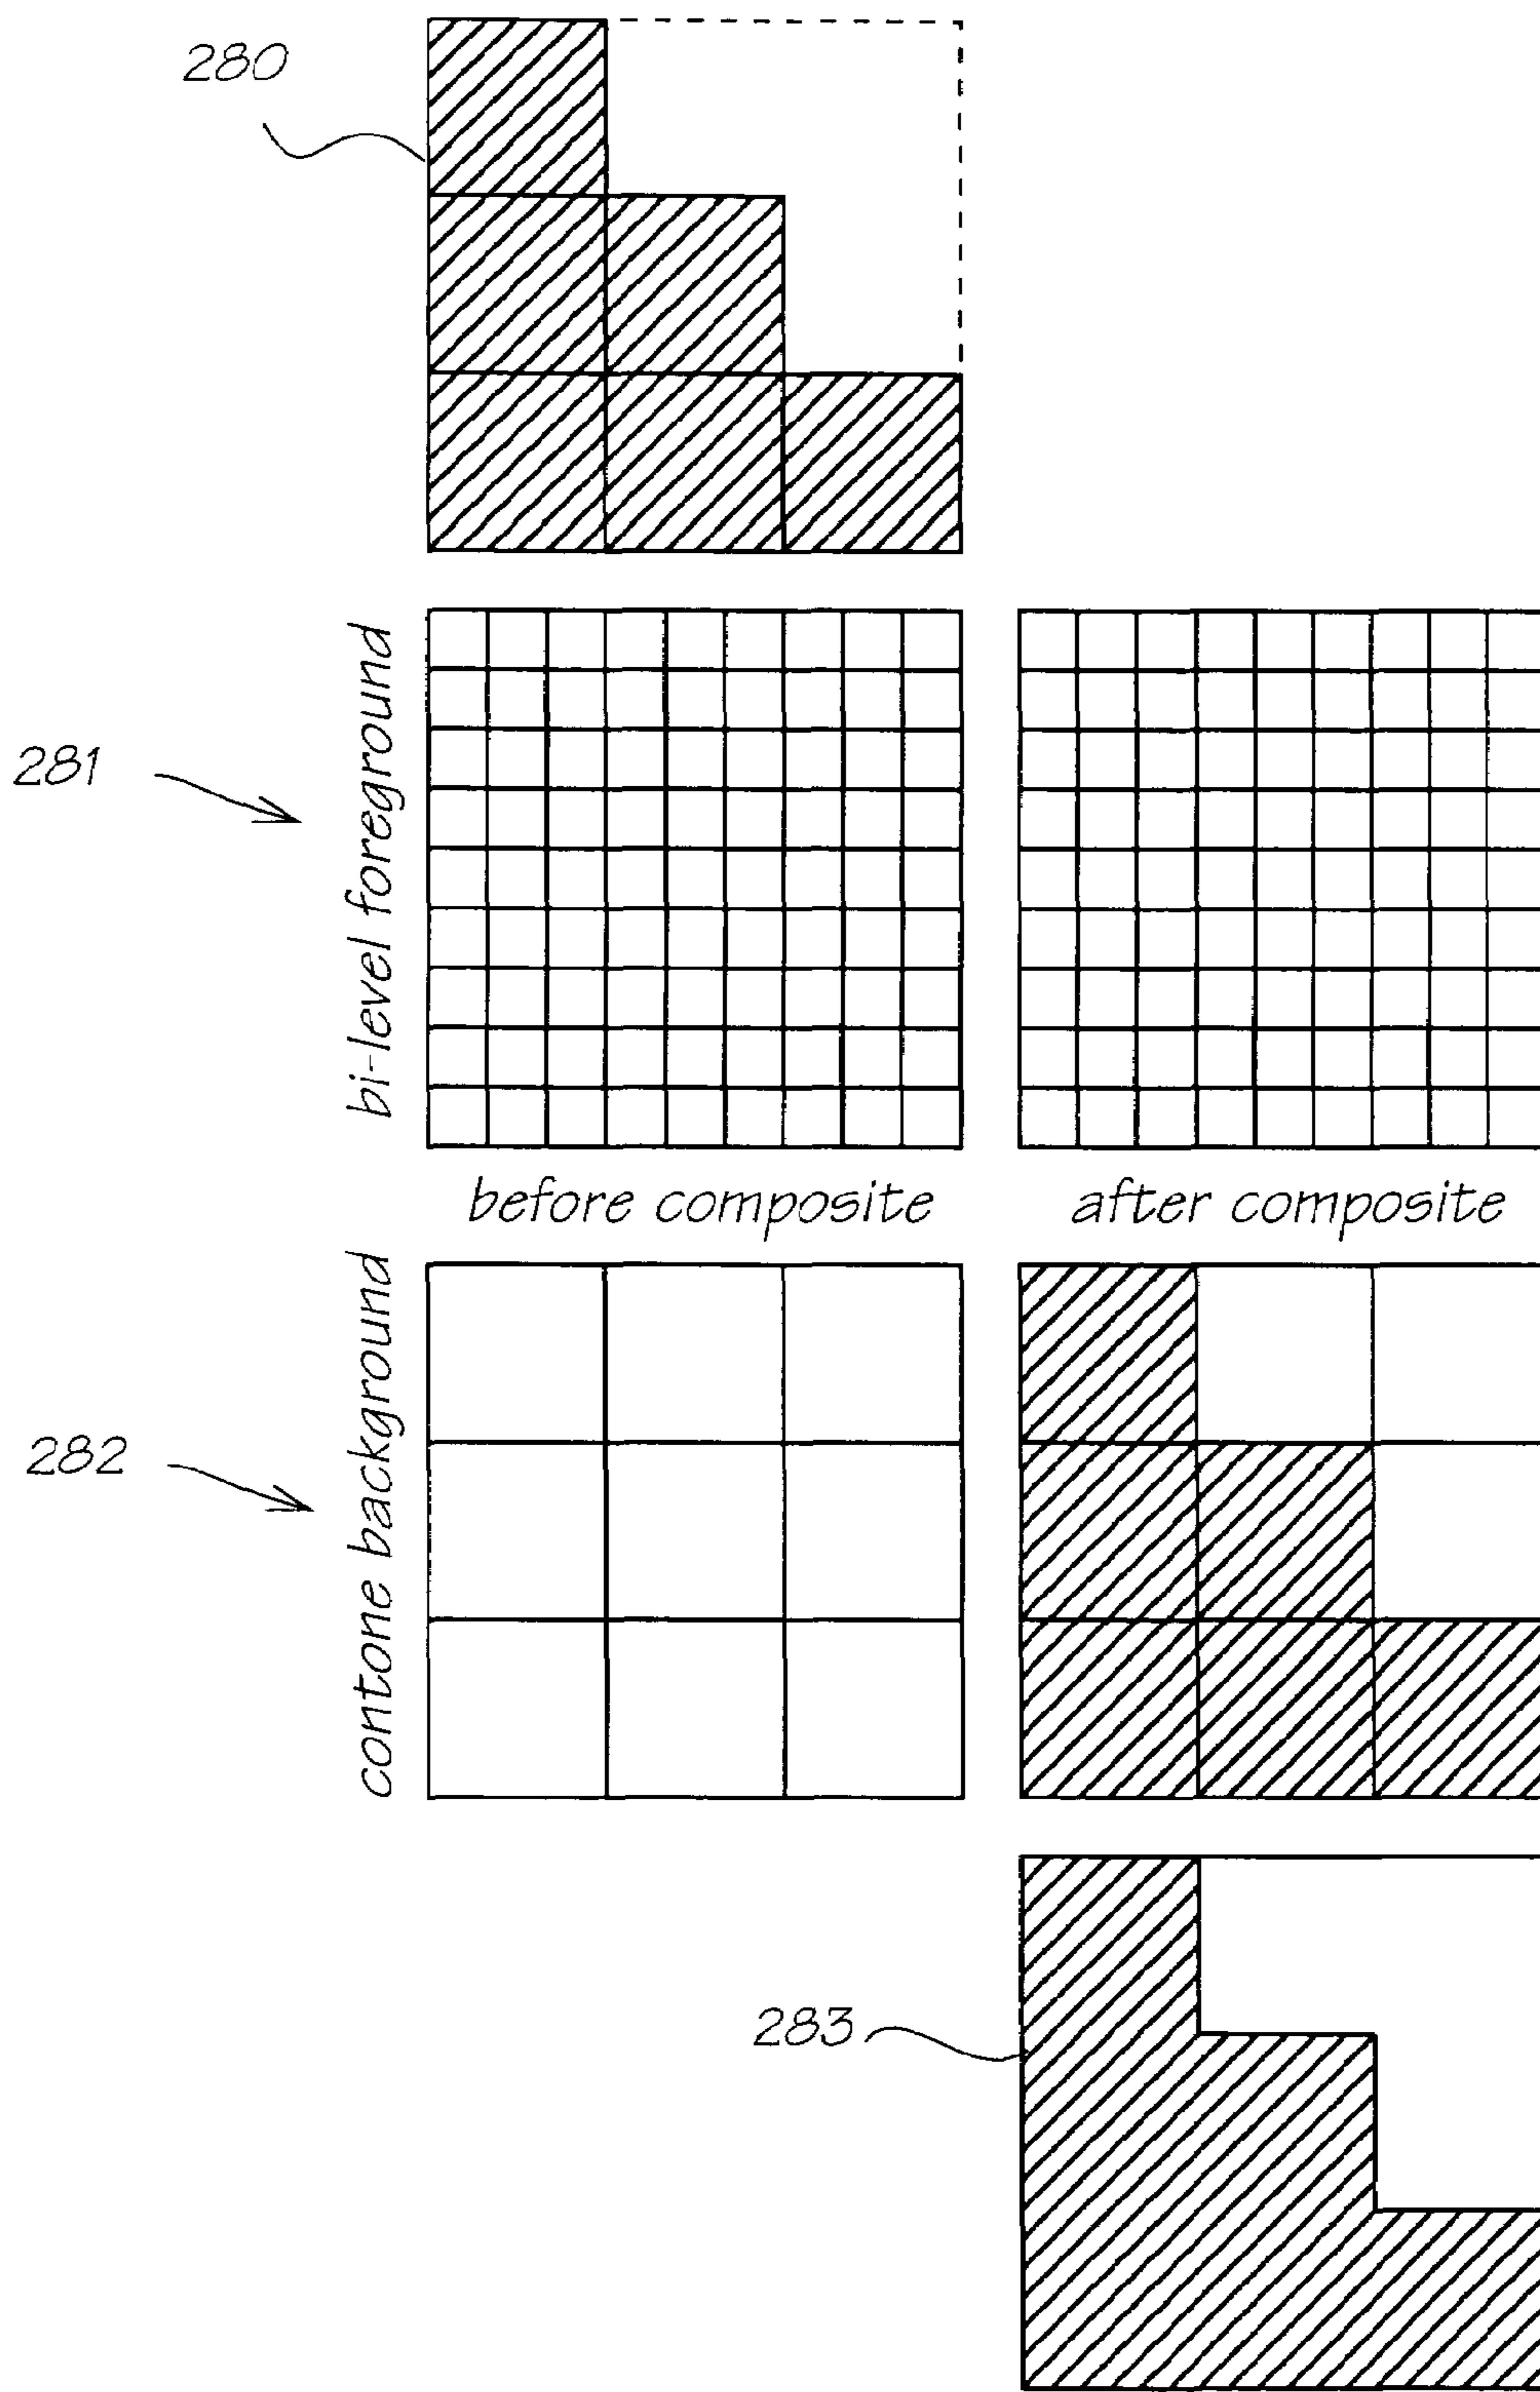 280
281
bi-level foreground
before composite
after composite
282
contone background
283